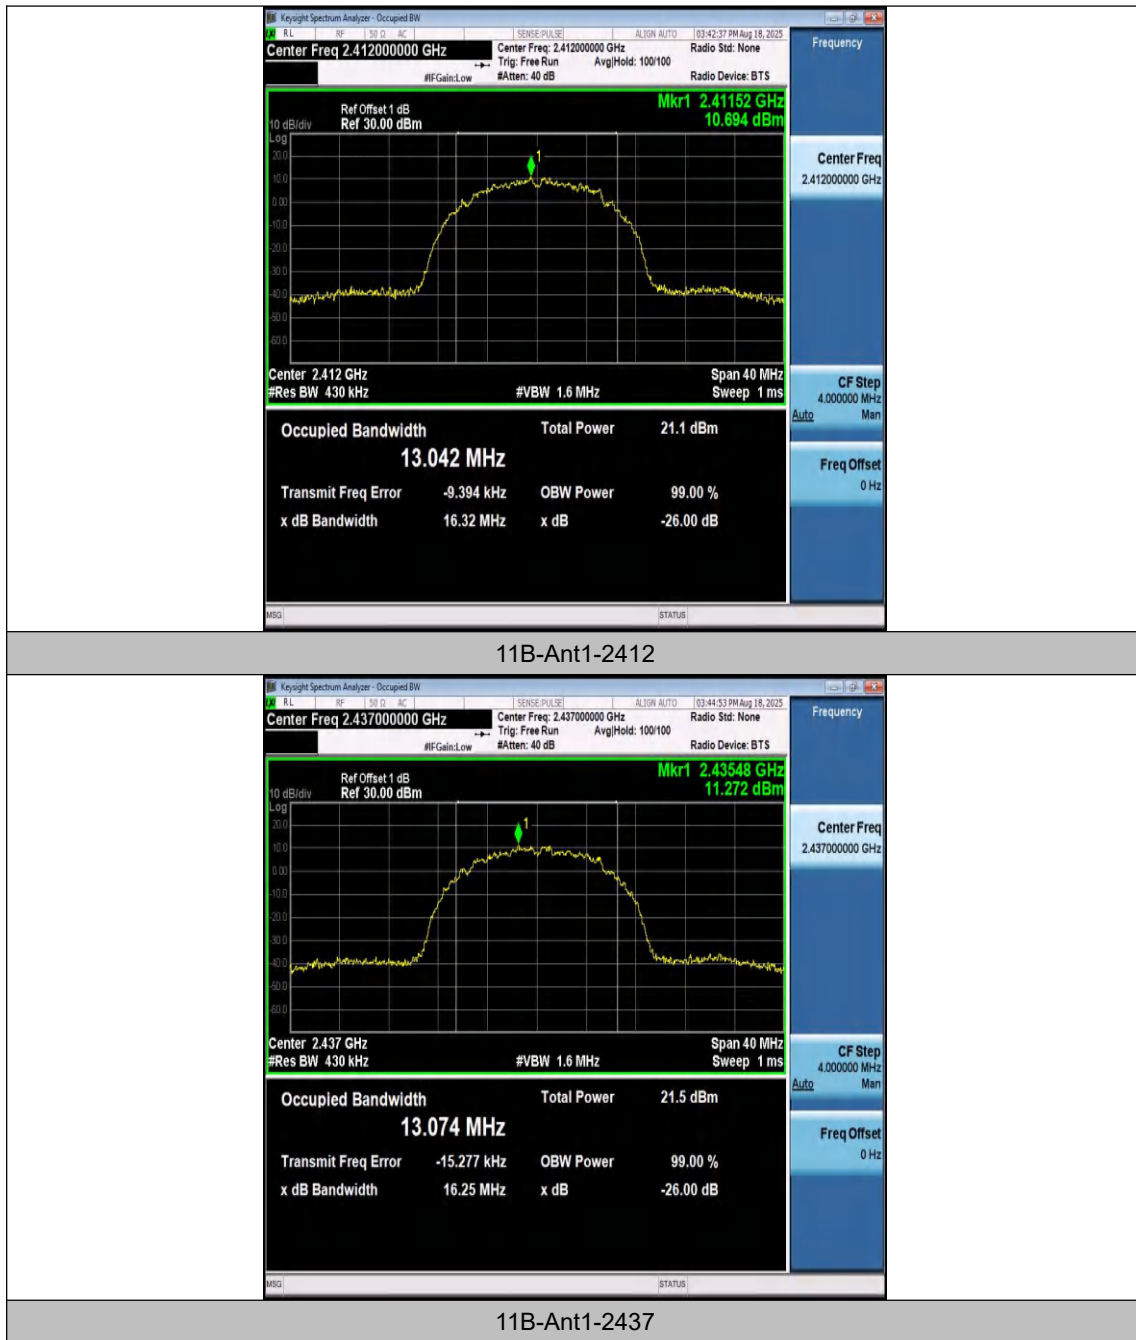 Keysight Spectrum Analyzer - Occupied BW
RL RF 50 Ω AC SENSE:PULSE ALIGN AUTO 03:42:37 PM Aug 18, 2025
Center Freq 2.412000000 GHz Center Freq: 2.412000000 GHz Radio Std: None Frequency
Trig: Free Run Avg|Hold: 100/100
#IFGain:Low #Atten: 40 dB Radio Device: BTS
Mkr1 2.41152 GHz
Ref Offset 1 dB
10 dB/div Ref 30.00 dBm 10.694 dBm
Log
20.0
1
10.0
0.00
-10.0
-20.0
-30.0
-40.0
-50.0
-60.0
Center Freq
2.412000000 GHz
Center 2.412 GHz Span 40 MHz
#Res BW 430 kHz #VBW 1.6 MHz Sweep 1 ms
CF Step
4.000000 MHz
Auto Man
Occupied Bandwidth Total Power 21.1 dBm
13.042 MHz
Freq Offset
0 Hz
Transmit Freq Error -9.394 kHz OBW Power 99.00 %
x dB Bandwidth 16.32 MHz x dB -26.00 dB
MSG STATUS
11B-Ant1-2412
Keysight Spectrum Analyzer - Occupied BW
RL RF 50 Ω AC SENSE:PULSE ALIGN AUTO 03:44:53 PM Aug 18, 2025
Center Freq 2.437000000 GHz Center Freq: 2.437000000 GHz Radio Std: None Frequency
Trig: Free Run Avg|Hold: 100/100
#IFGain:Low #Atten: 40 dB Radio Device: BTS
Mkr1 2.43548 GHz
Ref Offset 1 dB
10 dB/div Ref 30.00 dBm 11.272 dBm
Log
20.0
1
10.0
0.00
-10.0
-20.0
-30.0
-40.0
-50.0
-60.0
Center Freq
2.437000000 GHz
Center 2.437 GHz Span 40 MHz
#Res BW 430 kHz #VBW 1.6 MHz Sweep 1 ms
CF Step
4.000000 MHz
Auto Man
Occupied Bandwidth Total Power 21.5 dBm
13.074 MHz
Freq Offset
0 Hz
Transmit Freq Error -15.277 kHz OBW Power 99.00 %
x dB Bandwidth 16.25 MHz x dB -26.00 dB
MSG STATUS
11B-Ant1-2437